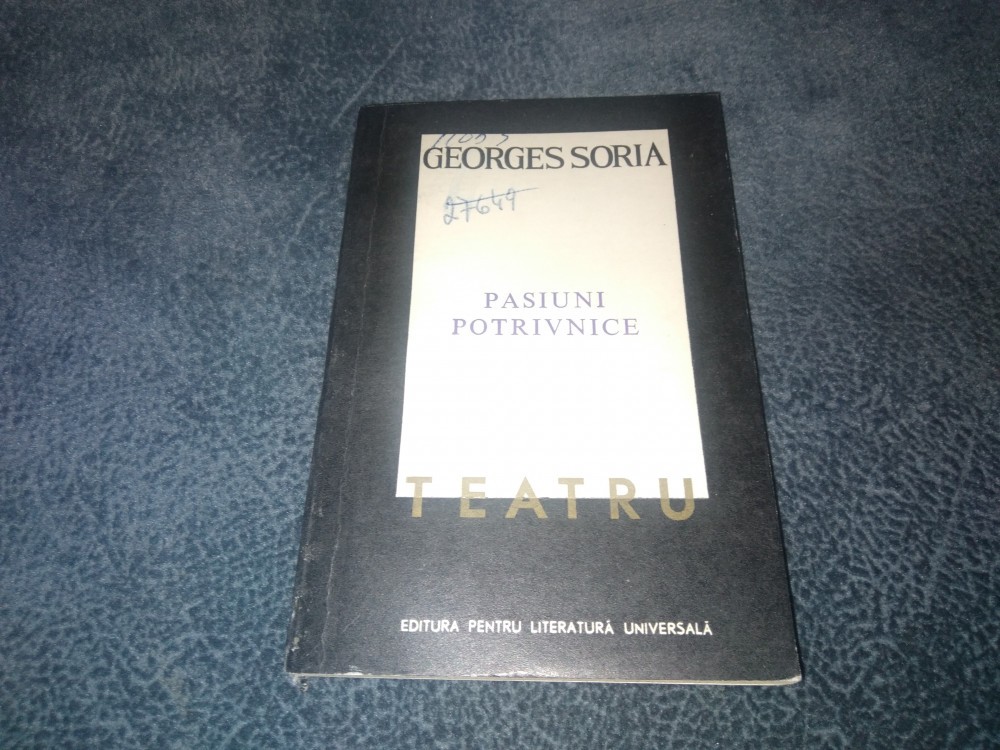 GEORGES SORIA
27649
PASIUNI
POTRIVNICE
TEATRU
EDITURA PENTRU LITERATURĂ UNIVERSALĂ